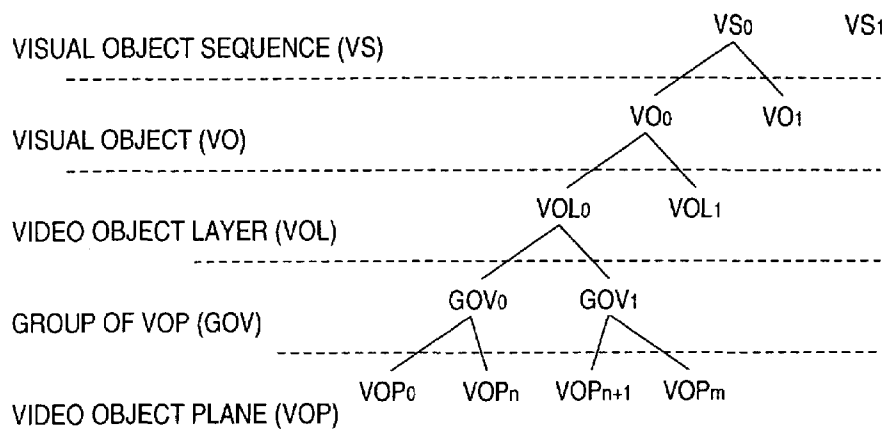 VS0 VS1
VISUAL OBJECT SEQUENCE (VS)
VO0 VO1
VISUAL OBJECT (VO)
VOL0 VOL1
VIDEO OBJECT LAYER (VOL)
GOV0 GOV1
GROUP OF VOP (GOV)
VOP0 VOPn VOPn+1 VOPm
VIDEO OBJECT PLANE (VOP)